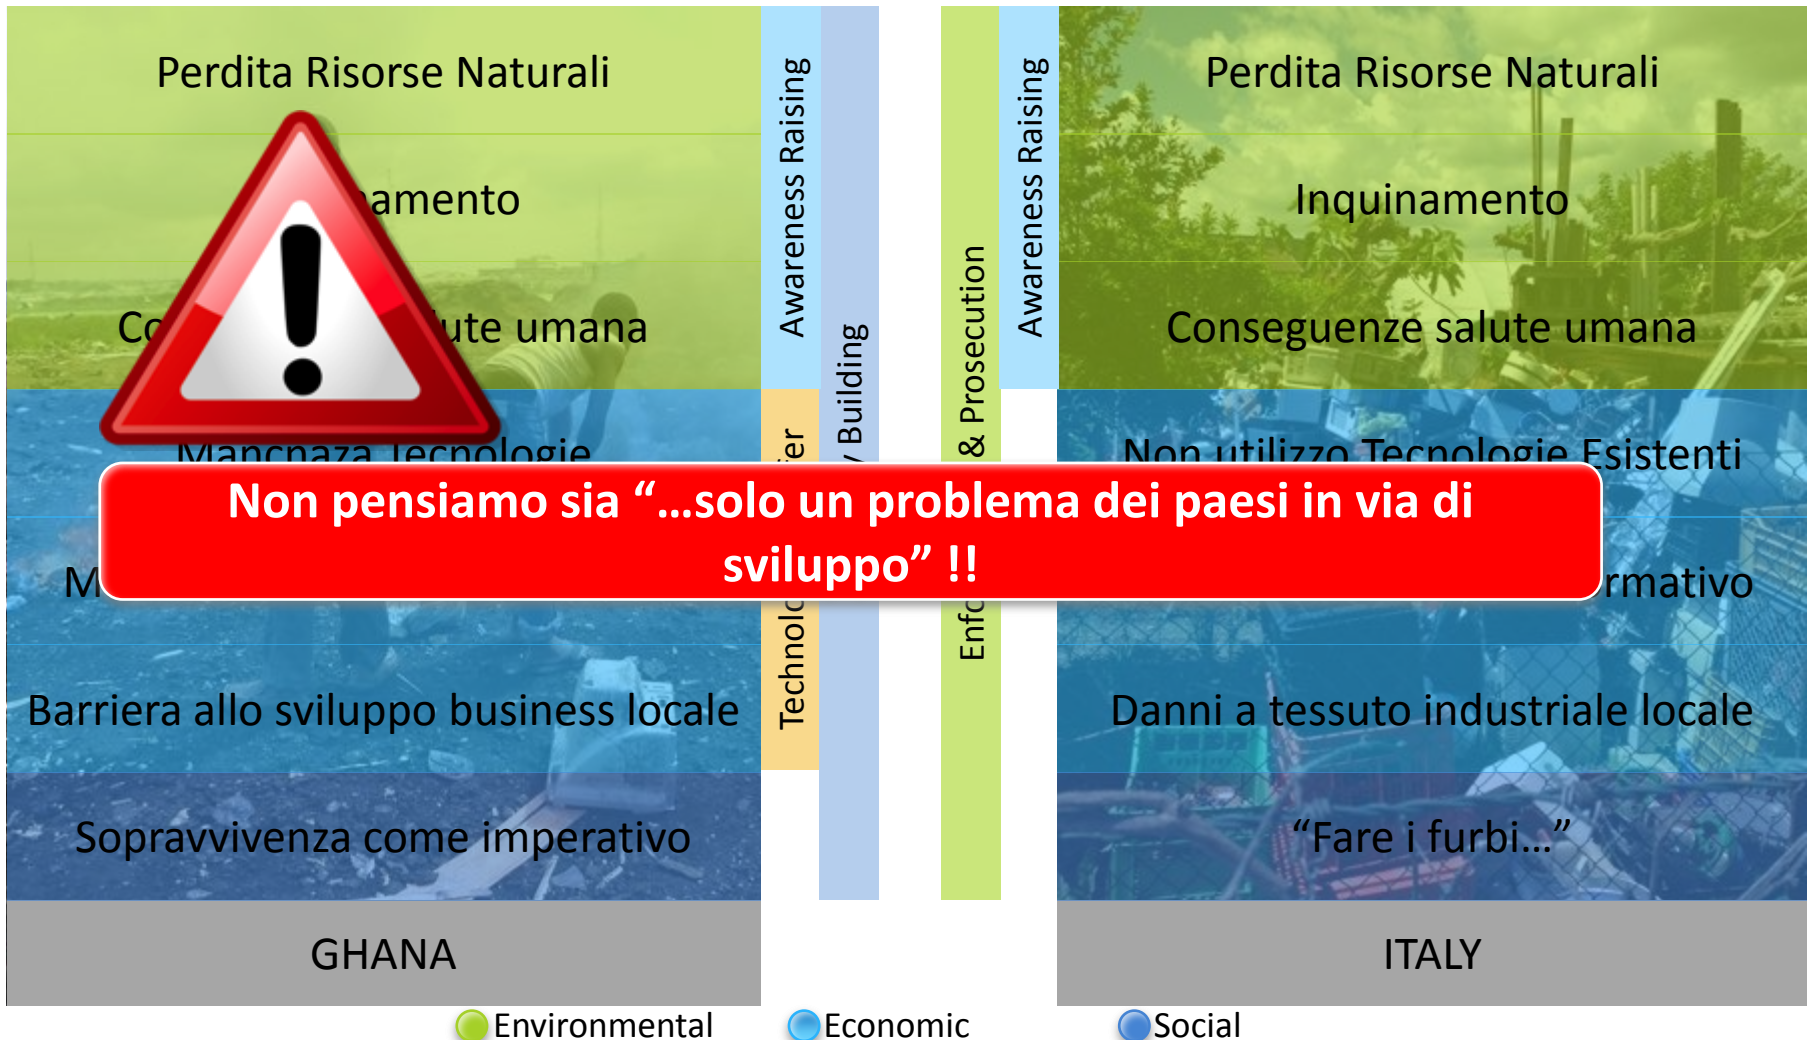 Perdita Risorse Naturali
amento
ute umana
Mancnaza Tecnologie
Barriera allo sviluppo business locale
Sopravvivenza come imperativo
GHANA
Awareness Raising
Building
Awareness Raising
& Prosecution
Perdita Risorse Naturali
Inquinamento
Conseguenze salute umana
Non utilizzo Tecnologie Esistenti
rmativo
Danni a tessuto industriale locale
“Fare i furbi...”
ITALY
Non pensiamo sia “...solo un problema dei paesi in via di
sviluppo” !!
Environmental
Economic
Social